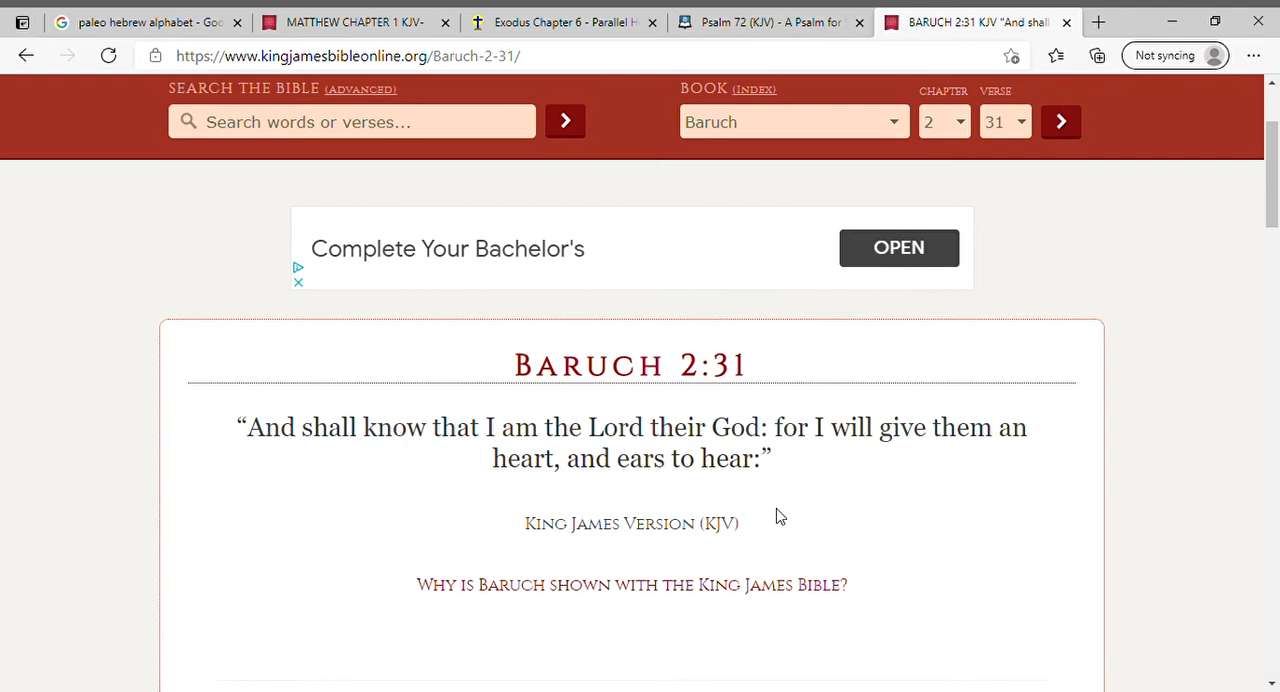 paleo hebrew alphabet - Goo
MATTHEW CHAPTER 1 KJV-
Exodus Chapter 6 - Parallel H
Psalm 72 (KJV) - A Psalm for
BARUCH 2:31 KJV "And shall
https://www.kingjamesbibleonline.org/Baruch-2-31/
Not syncing
SEARCH THE BIBLE (ADVANCED)
BOOK (INDEX)
CHAPTER
VERSE
Search words or verses...
Baruch
2
31
Complete Your Bachelor's
OPEN
BARUCH 2:31
“And shall know that I am the Lord their God: for I will give them an
heart, and ears to hear:”
KING JAMES VERSION (KJV)
WHY IS BARUCH SHOWN WITH THE KING JAMES BIBLE?